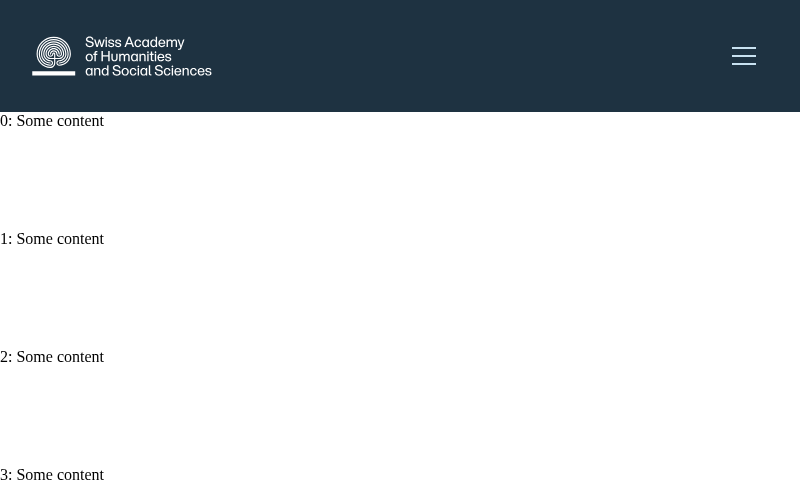 Swiss Academy
of Humanities
and Social Sciences
0: Some content
1: Some content
2: Some content
3: Some content